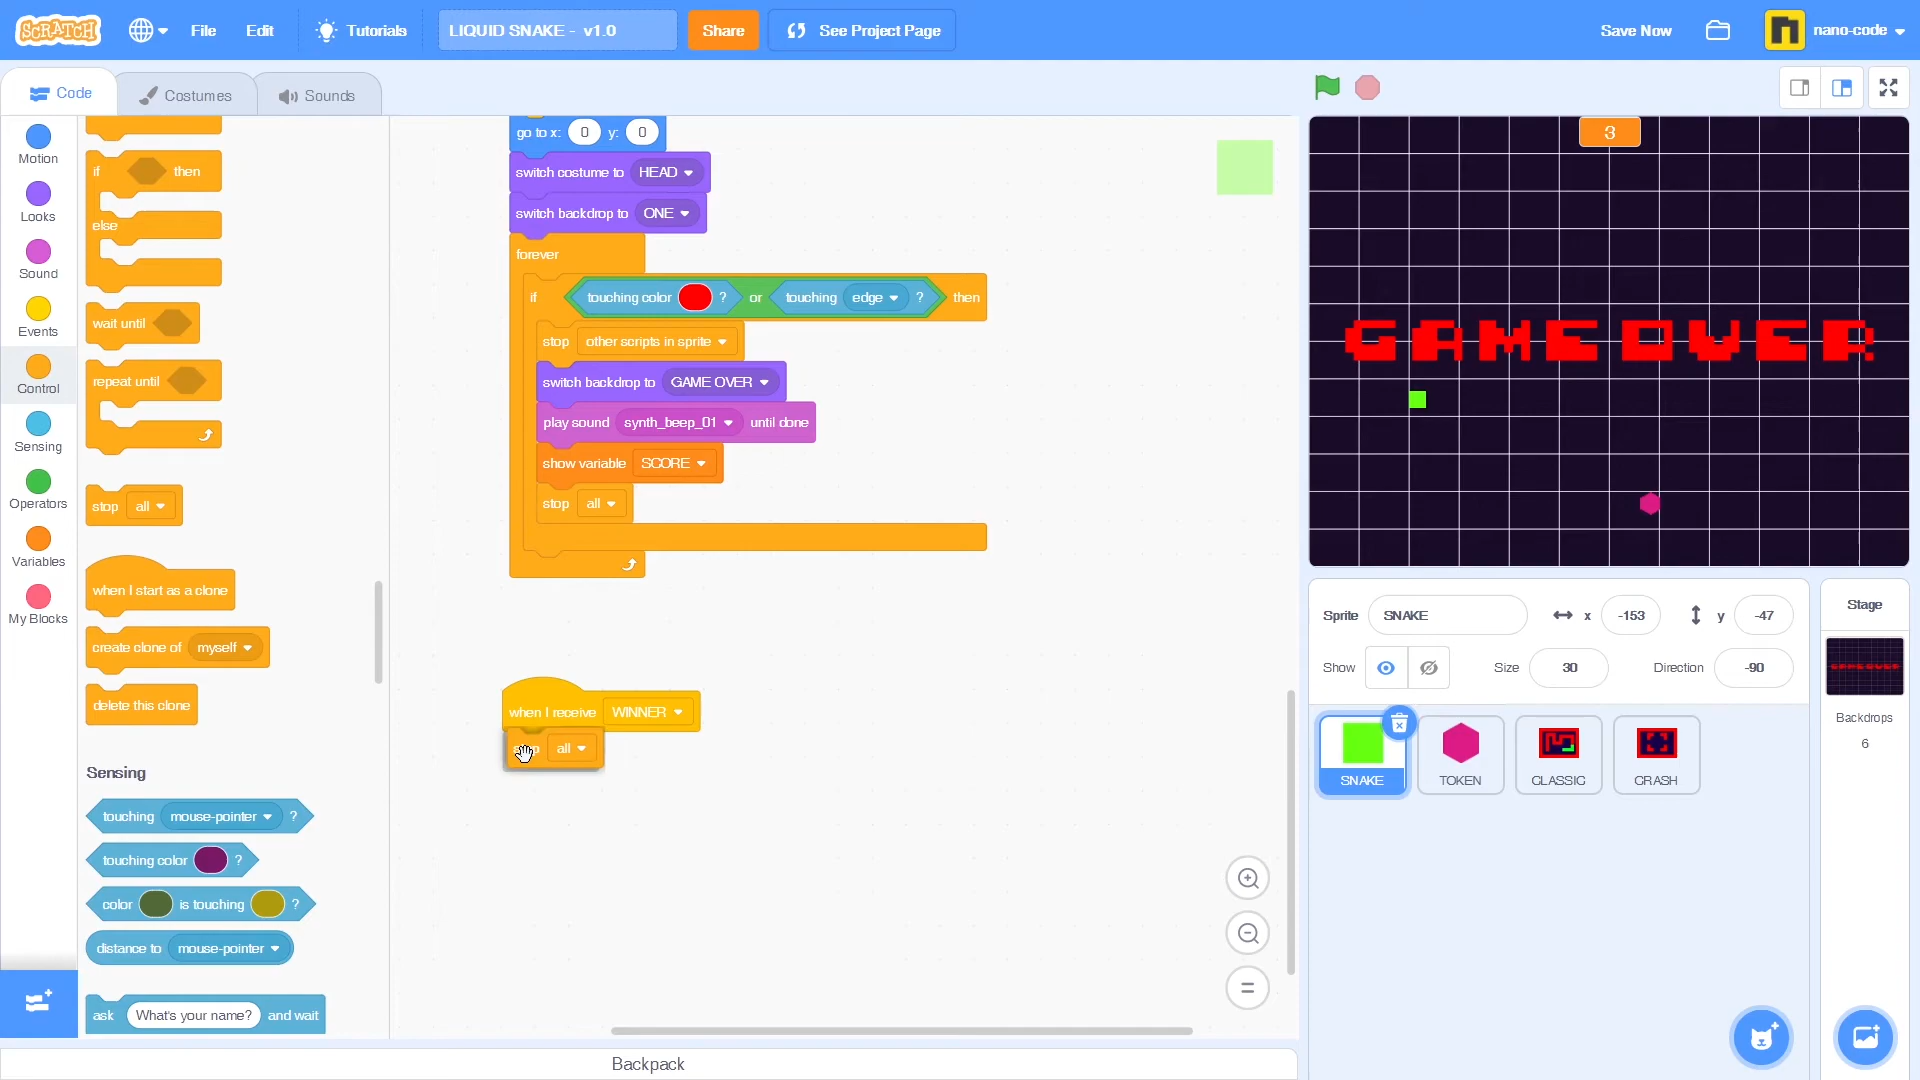 SCRATCH File Edit Tutorials LIQUID SNAKE - v1.0 Share See Project Page Save Now nano-code
Code Costumes Sounds
Motion
Looks
Sound
Events
Control
Sensing
Operators
Variables
My Blocks
if then
else
wait until
repeat until
stop all
when I start as a clone
create clone of myself
delete this clone
Sensing
touching mouse-pointer ?
touching color ?
color is touching ?
distance to mouse-pointer
ask What's your name? and wait
go to x: 0 y: 0
switch costume to HEAD
switch backdrop to ONE
forever
if touching color ? or touching edge ? then
stop other scripts in sprite
switch backdrop to GAME OVER
play sound synth_beep_01 until done
show variable SCORE
stop all
when I receive WINNER
stop all
3
GAME OVER
Sprite SNAKE x -153 y -47
Show Size 30 Direction -90
SNAKE TOKEN CLASSIC CRASH
Stage
Backdrops
6
Backpack